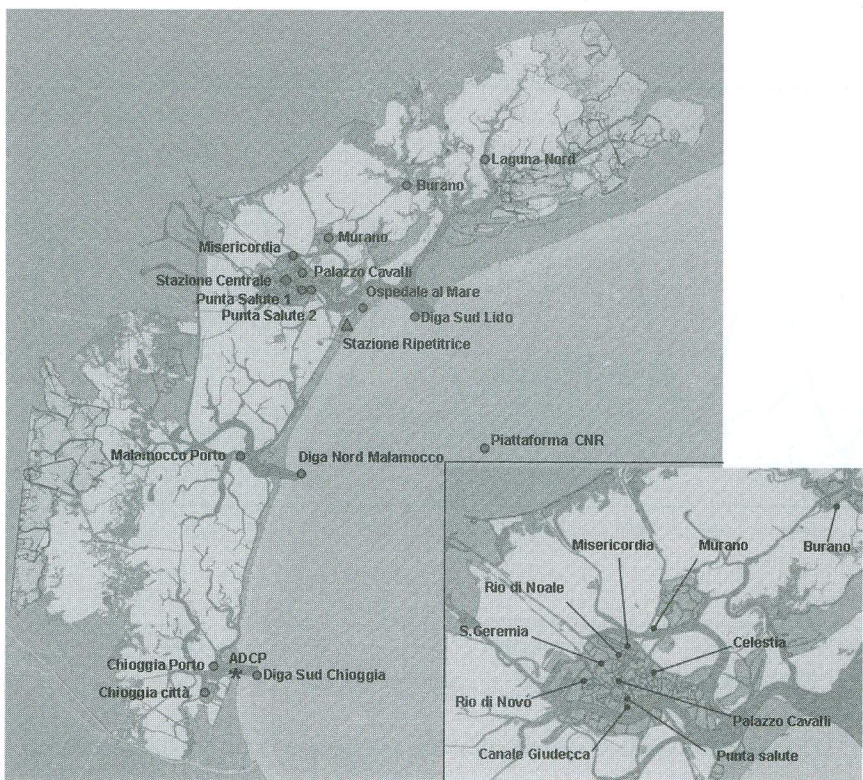 Laguna Nord
Burano
Murano
Misericordia
Palazzo Cavalli
Stazione Centrale
Ospedale al Mare
Punta Salute 1
Punta Salute 2
Diga Sud Lido
Stazione Ripetitrice
Piattaforma CNR
Malamocco Porto
Diga Nord Malamocco
Misericordia
Murano
Burano
Rio di Noale
S.Geremia
Celestia
Rio di Novo
Palazzo Cavalli
Canale Giudecca
Punta salute
ADCP
Chioggia Porto
Diga Sud Chioggia
Chioggia città